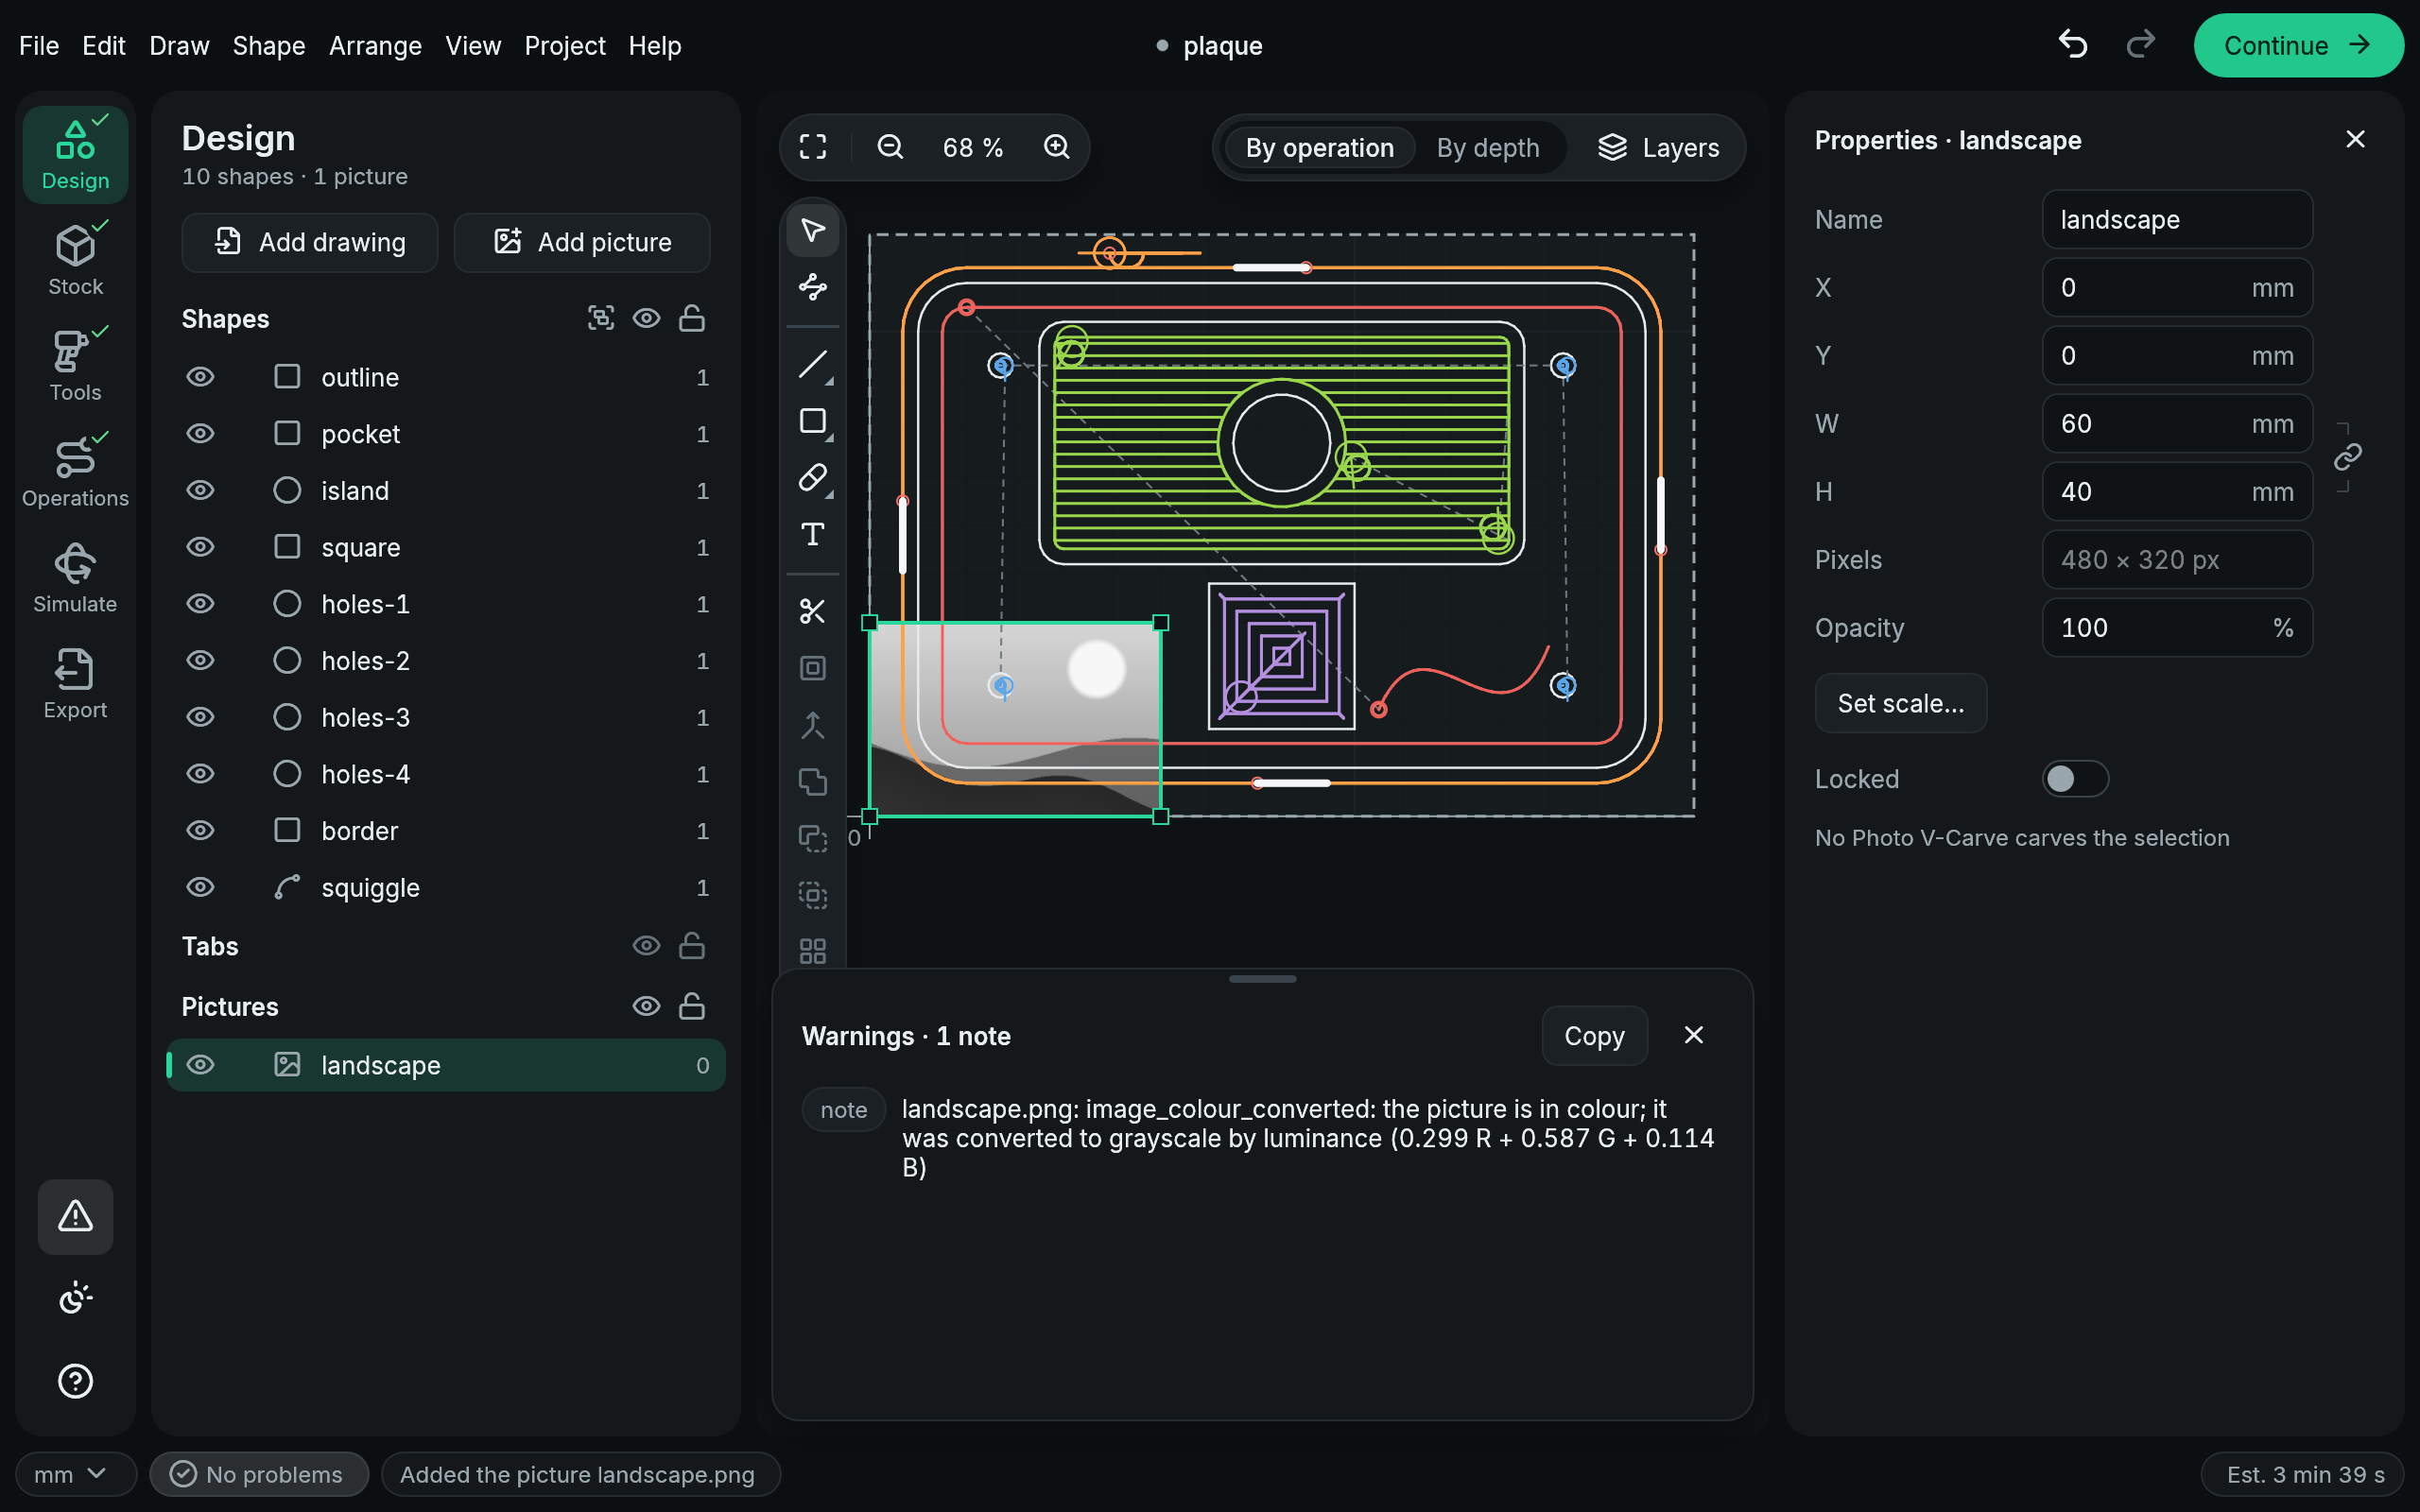 File Edit Draw Shape Arrange View Project Help
plaque
Continue
Design
Stock
Tools
Operations
Simulate
Export
Design
10 shapes · 1 picture
Add drawing
Add picture
Shapes
outline 1
pocket 1
island 1
square 1
holes-1 1
holes-2 1
holes-3 1
holes-4 1
border 1
squiggle 1
Tabs
Pictures
landscape 0
68 %
By operation
By depth
Layers
0
Warnings · 1 note
Copy
note
landscape.png: image_colour_converted: the picture is in colour; it
was converted to grayscale by luminance (0.299 R + 0.587 G + 0.114
B)
Properties · landscape
Name landscape
X 0 mm
Y 0 mm
W 60 mm
H 40 mm
Pixels 480 × 320 px
Opacity 100 %
Set scale...
Locked
No Photo V-Carve carves the selection
mm
No problems
Added the picture landscape.png
Est. 3 min 39 s